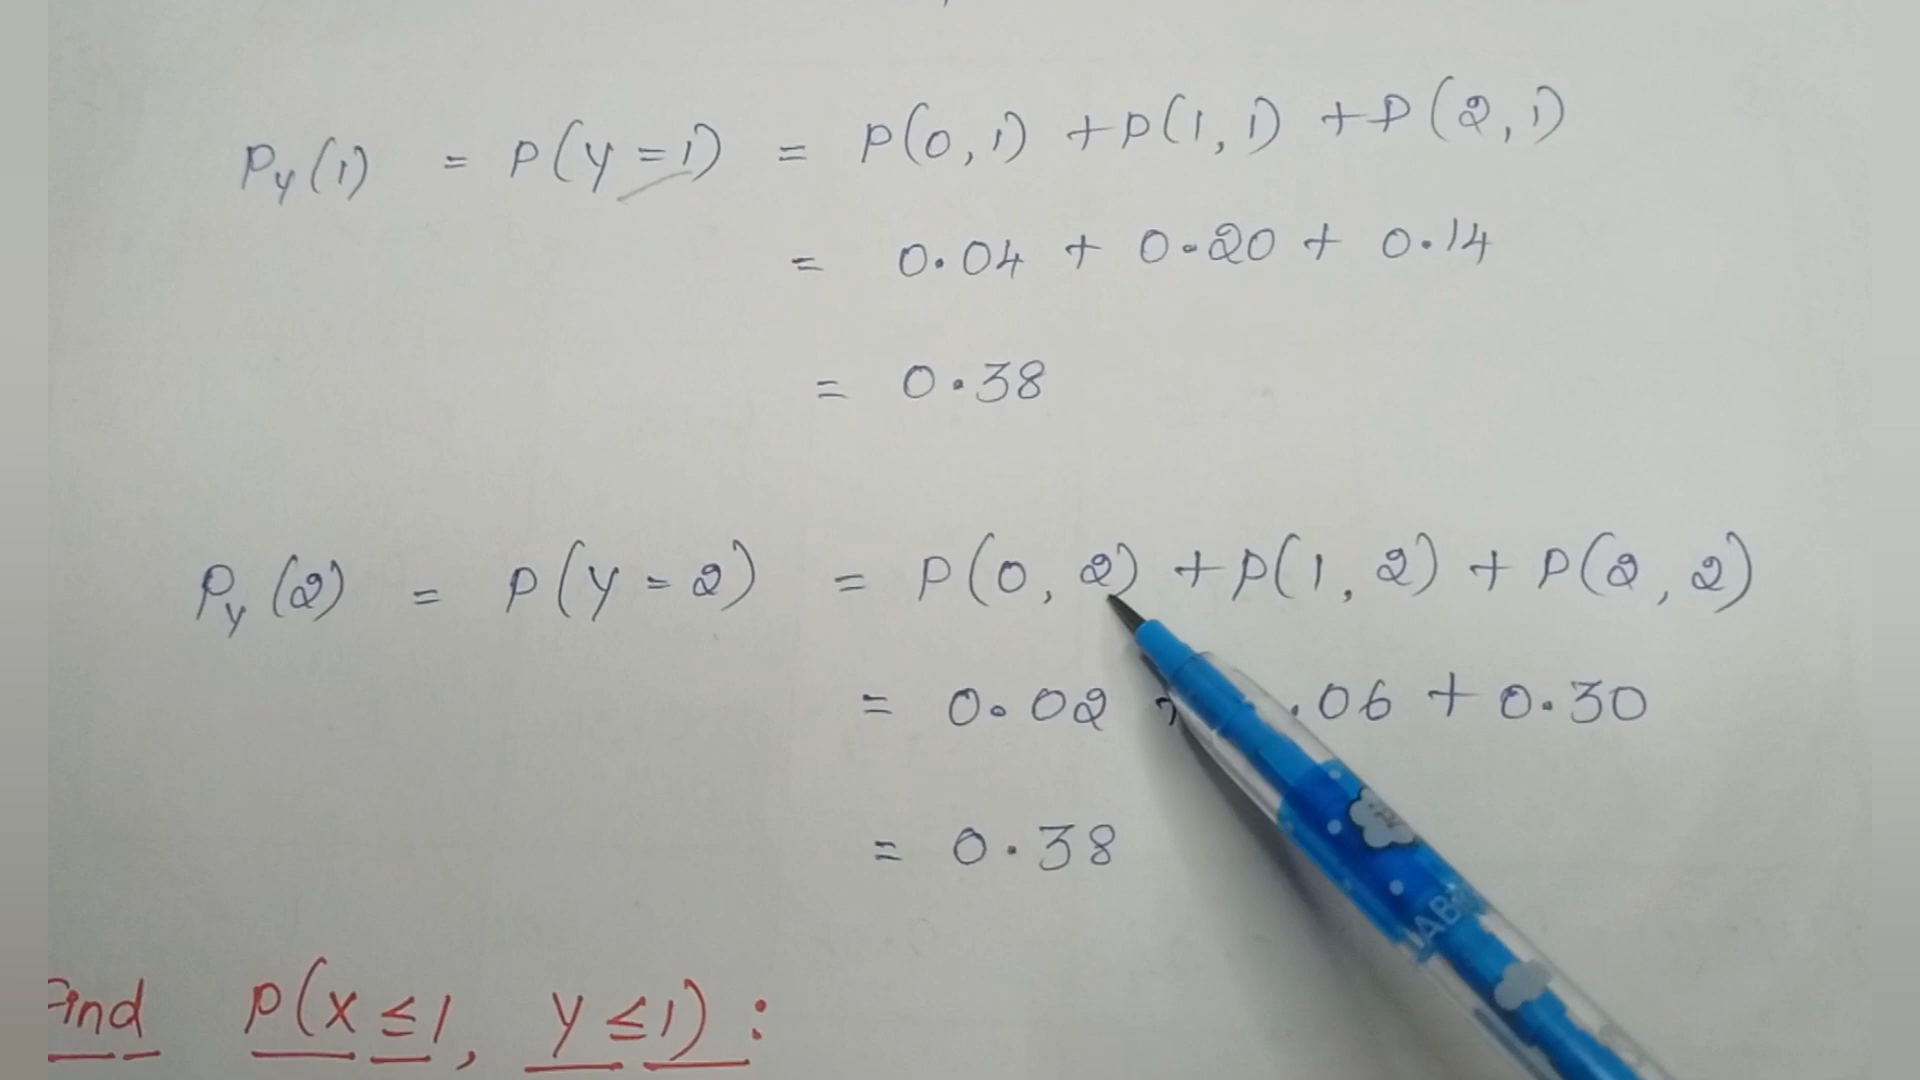 Py(1) = P(y=1) = P(0,1) + P(1,1) + P(2,1)
= 0.04 + 0.20 + 0.14
= 0.38
Py(2) = P(y=2) = P(0,2) + P(1,2) + P(2,2)
= 0.02 + .06 + 0.30
= 0.38
Find P(x≤1, y≤1) :